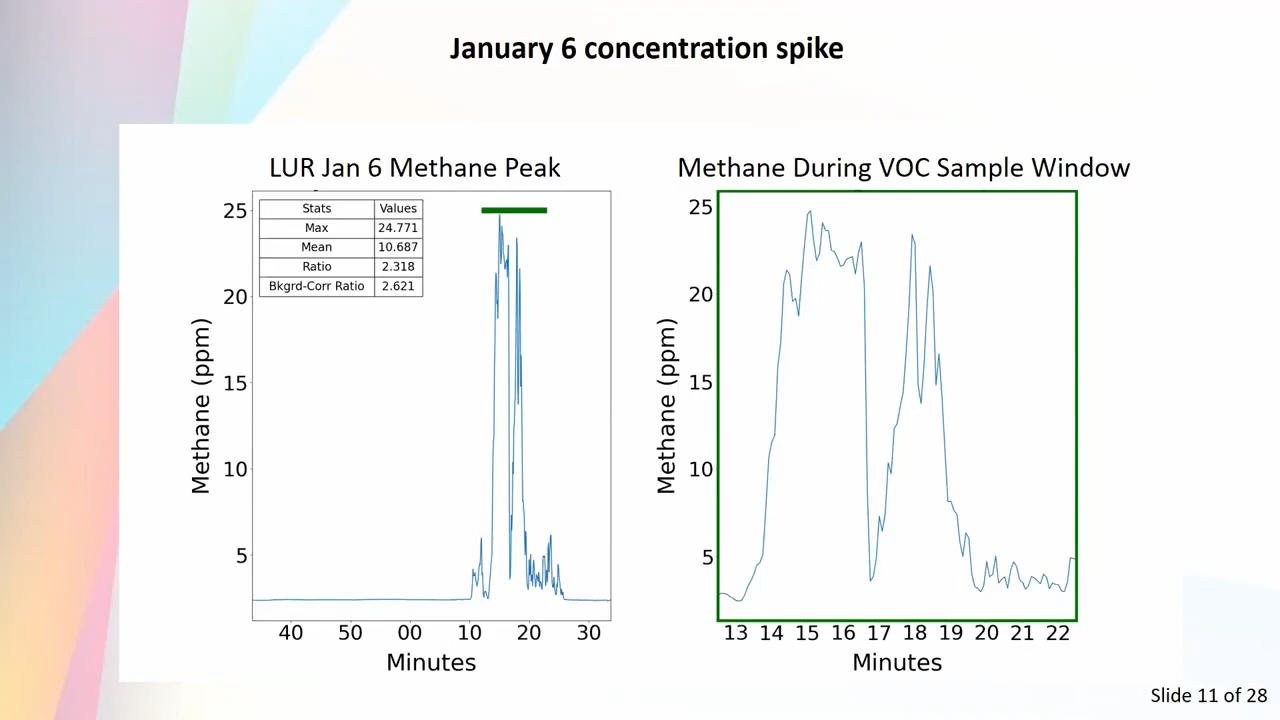 January 6 concentration spike
LUR Jan 6 Methane Peak
Stats Values
Max 24.771
Mean 10.687
Ratio 2.318
Bkgrd-Corr Ratio 2.621
25
20
15
10
5
Methane (ppm)
40 50 00 10 20 30
Minutes
Methane During VOC Sample Window
25
20
15
10
5
Methane (ppm)
13 14 15 16 17 18 19 20 21 22
Minutes
Slide 11 of 28